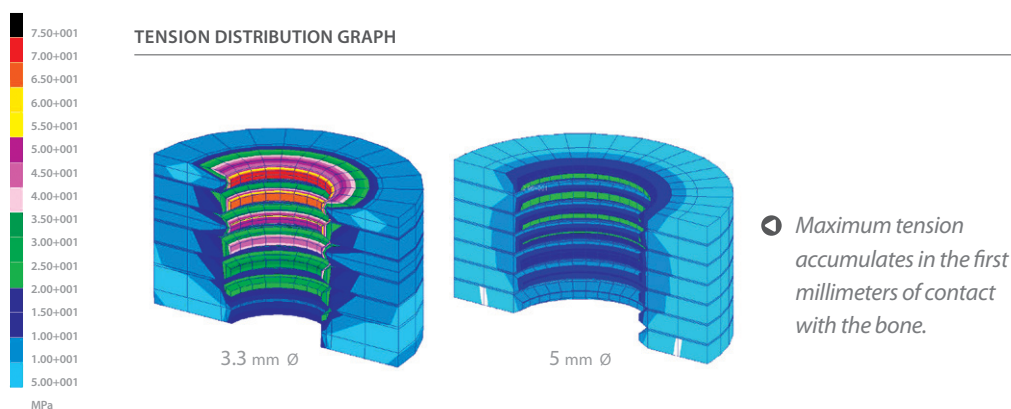 TENSION DISTRIBUTION GRAPH
7.50+001
7.00+001
6.50+001
6.00+001
5.50+001
5.00+001
4.50+001
4.00+001
3.50+001
3.00+001
2.50+001
2.00+001
1.50+001
1.00+001
5.00+001
MPa
3.3 mm Ø
5 mm Ø
Maximum tension
accumulates in the first
millimeters of contact
with the bone.